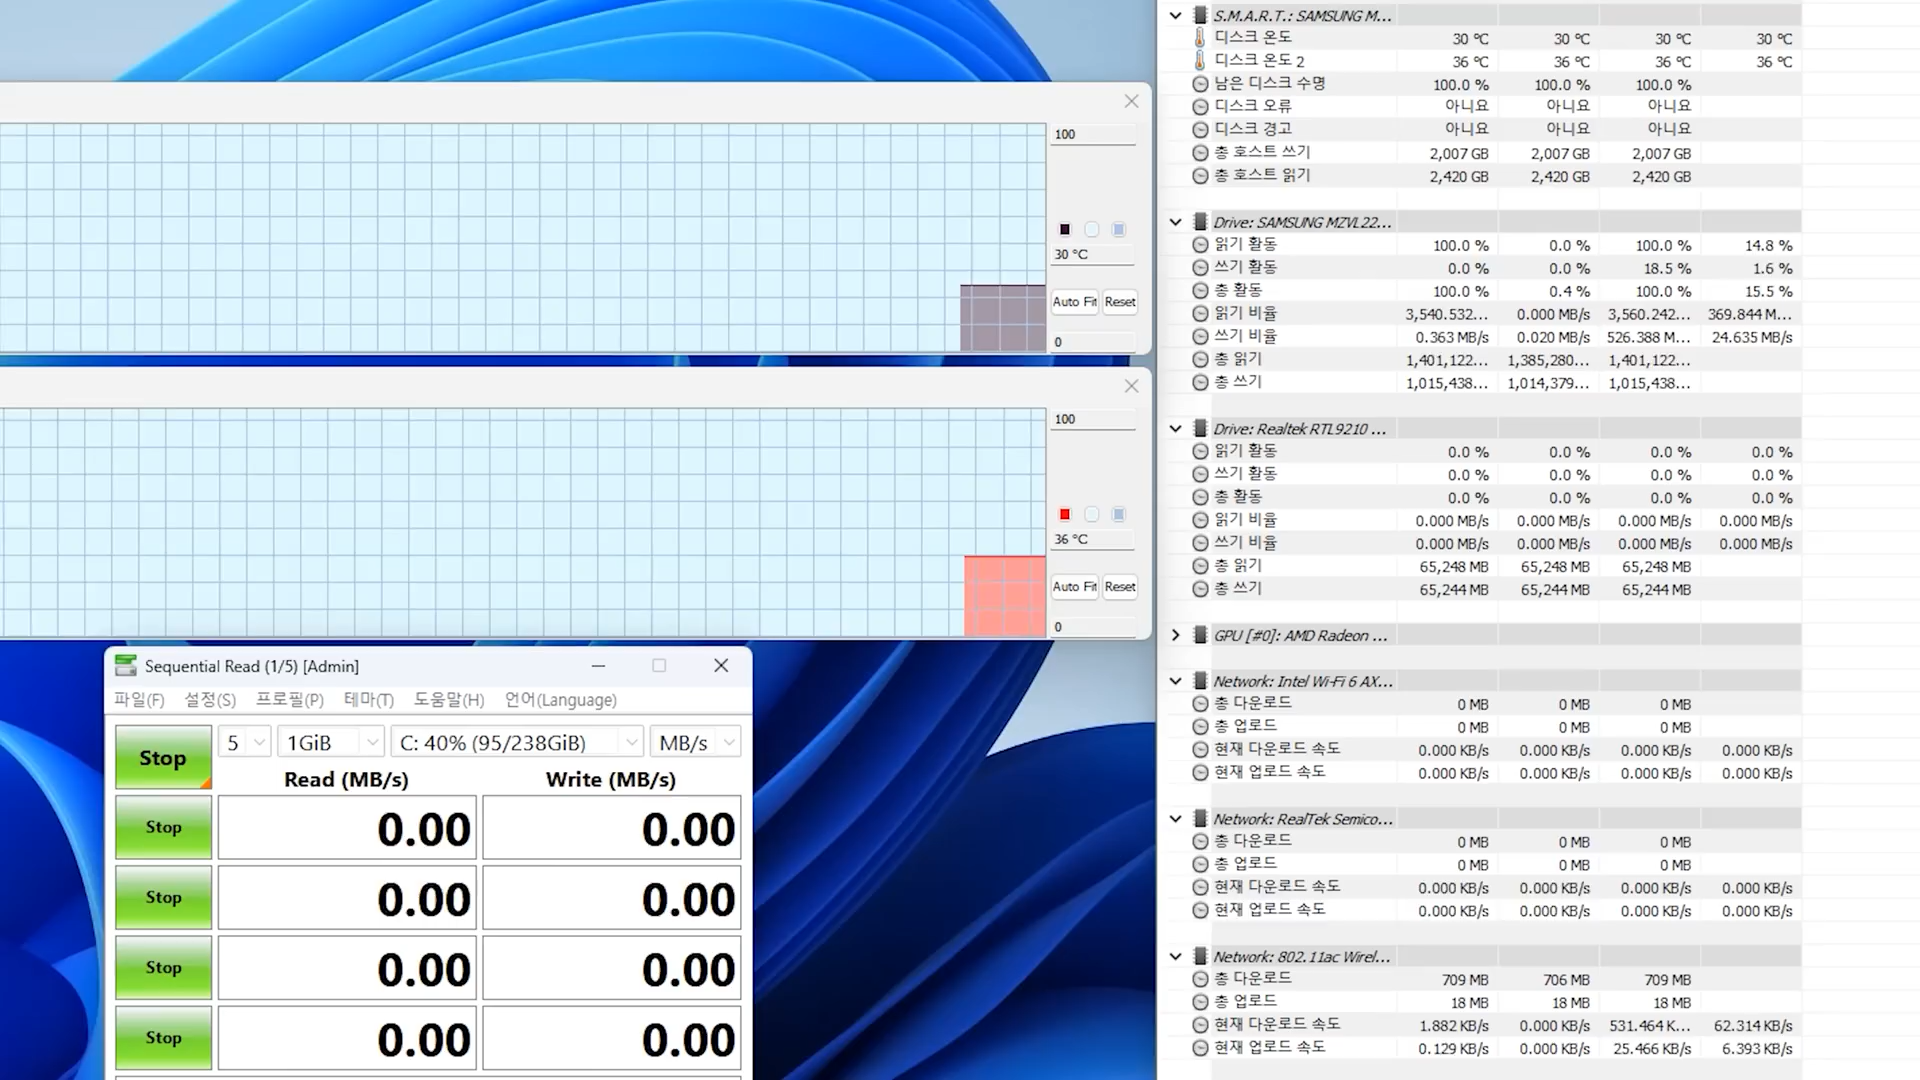 100
30 °C
Auto Fit Reset
0
100
36 °C
Auto Fit Reset
0
Sequential Read (1/5) [Admin]
파일(F) 설정(S) 프로필(P) 테마(T) 도움말(H) 언어(Language)
Stop 5 1GiB C: 40% (95/238GiB) MB/s
Read (MB/s) Write (MB/s)
Stop 0.00 0.00
Stop 0.00 0.00
Stop 0.00 0.00
Stop 0.00 0.00
S.M.A.R.T.: SAMSUNG M...
디스크 온도 30 °C 30 °C 30 °C 30 °C
디스크 온도 2 36 °C 36 °C 36 °C 36 °C
남은 디스크 수명 100.0 % 100.0 % 100.0 %
디스크 오류 아니요 아니요 아니요
디스크 경고 아니요 아니요 아니요
총 호스트 쓰기 2,007 GB 2,007 GB 2,007 GB
총 호스트 읽기 2,420 GB 2,420 GB 2,420 GB
Drive: SAMSUNG MZVL22...
읽기 활동 100.0 % 0.0 % 100.0 % 14.8 %
쓰기 활동 0.0 % 0.0 % 18.5 % 1.6 %
총 활동 100.0 % 0.4 % 100.0 % 15.5 %
읽기 비율 3,540.532... 0.000 MB/s 3,560.242... 369.844 M...
쓰기 비율 0.363 MB/s 0.020 MB/s 526.388 M... 24.635 MB/s
총 읽기 1,401,122... 1,385,280... 1,401,122...
총 쓰기 1,015,438... 1,014,379... 1,015,438...
Drive: Realtek RTL9210 ...
읽기 활동 0.0 % 0.0 % 0.0 % 0.0 %
쓰기 활동 0.0 % 0.0 % 0.0 % 0.0 %
총 활동 0.0 % 0.0 % 0.0 % 0.0 %
읽기 비율 0.000 MB/s 0.000 MB/s 0.000 MB/s 0.000 MB/s
쓰기 비율 0.000 MB/s 0.000 MB/s 0.000 MB/s 0.000 MB/s
총 읽기 65,248 MB 65,248 MB 65,248 MB
총 쓰기 65,244 MB 65,244 MB 65,244 MB
GPU [#0]: AMD Radeon ...
Network: Intel Wi-Fi 6 AX...
총 다운로드 0 MB 0 MB 0 MB
총 업로드 0 MB 0 MB 0 MB
현재 다운로드 속도 0.000 KB/s 0.000 KB/s 0.000 KB/s 0.000 KB/s
현재 업로드 속도 0.000 KB/s 0.000 KB/s 0.000 KB/s 0.000 KB/s
Network: RealTek Semico...
총 다운로드 0 MB 0 MB 0 MB
총 업로드 0 MB 0 MB 0 MB
현재 다운로드 속도 0.000 KB/s 0.000 KB/s 0.000 KB/s 0.000 KB/s
현재 업로드 속도 0.000 KB/s 0.000 KB/s 0.000 KB/s 0.000 KB/s
Network: 802.11ac Wirel...
총 다운로드 709 MB 706 MB 709 MB
총 업로드 18 MB 18 MB 18 MB
현재 다운로드 속도 1.882 KB/s 0.000 KB/s 531.464 K... 62.314 KB/s
현재 업로드 속도 0.129 KB/s 0.000 KB/s 25.466 KB/s 6.393 KB/s